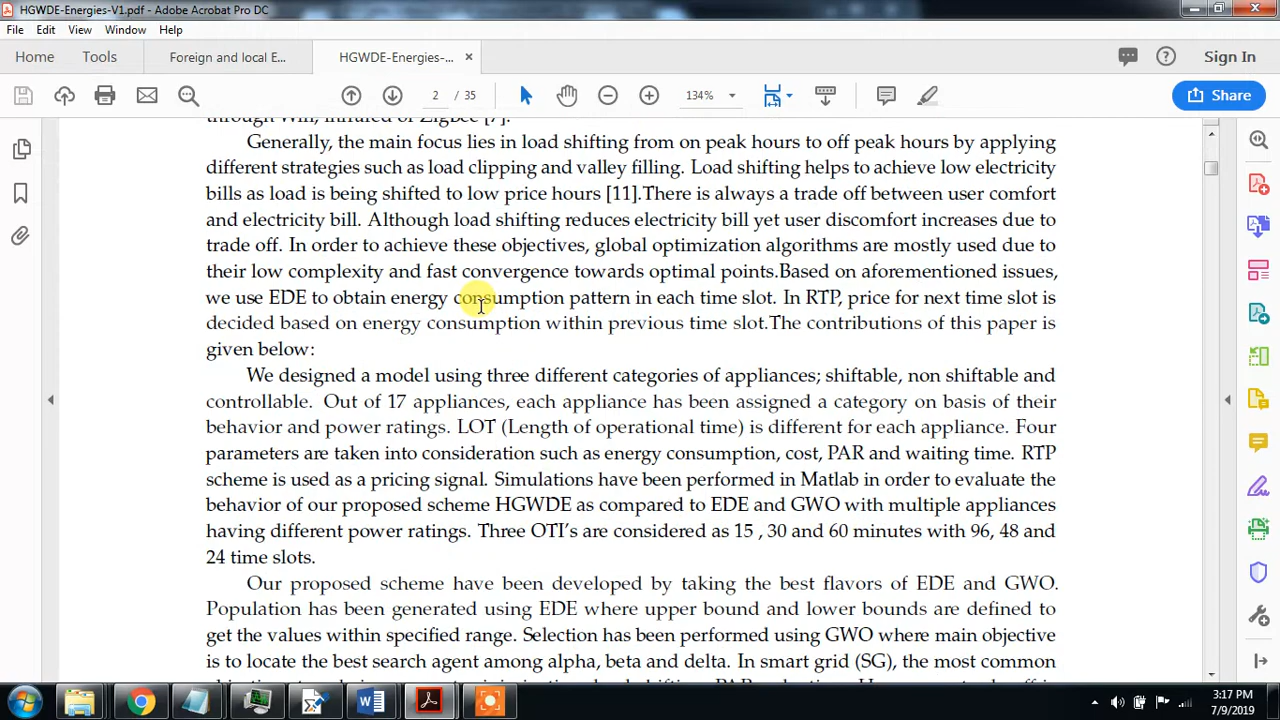 HGWDE-Energies-V1.pdf - Adobe Acrobat Pro DC
File Edit View Window Help
Home Tools Foreign and local E... HGWDE-Energies-... × Sign In
2 / 35 134% Share
through Wifi, infrared or ZigBee [7].
Generally, the main focus lies in load shifting from on peak hours to off peak hours by applying
different strategies such as load clipping and valley filling. Load shifting helps to achieve low electricity
bills as load is being shifted to low price hours [11].There is always a trade off between user comfort
and electricity bill. Although load shifting reduces electricity bill yet user discomfort increases due to
trade off. In order to achieve these objectives, global optimization algorithms are mostly used due to
their low complexity and fast convergence towards optimal points.Based on aforementioned issues,
we use EDE to obtain energy consumption pattern in each time slot. In RTP, price for next time slot is
decided based on energy consumption within previous time slot.The contributions of this paper is
given below:
We designed a model using three different categories of appliances; shiftable, non shiftable and
controllable. Out of 17 appliances, each appliance has been assigned a category on basis of their
behavior and power ratings. LOT (Length of operational time) is different for each appliance. Four
parameters are taken into consideration such as energy consumption, cost, PAR and waiting time. RTP
scheme is used as a pricing signal. Simulations have been performed in Matlab in order to evaluate the
behavior of our proposed scheme HGWDE as compared to EDE and GWO with multiple appliances
having different power ratings. Three OTI's are considered as 15 , 30 and 60 minutes with 96, 48 and
24 time slots.
Our proposed scheme have been developed by taking the best flavors of EDE and GWO.
Population has been generated using EDE where upper bound and lower bounds are defined to
get the values within specified range. Selection has been performed using GWO where main objective
is to locate the best search agent among alpha, beta and delta. In smart grid (SG), the most common
3:17 PM
7/9/2019